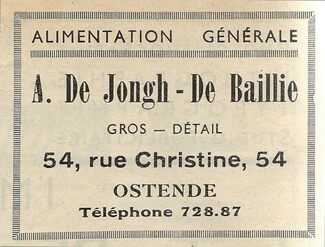 ALIMENTATION GÉNÉRALE
A. De Jongh - De Baillie
GROS — DÉTAIL
54, rue Christine, 54
OSTENDE
Téléphone 728.87